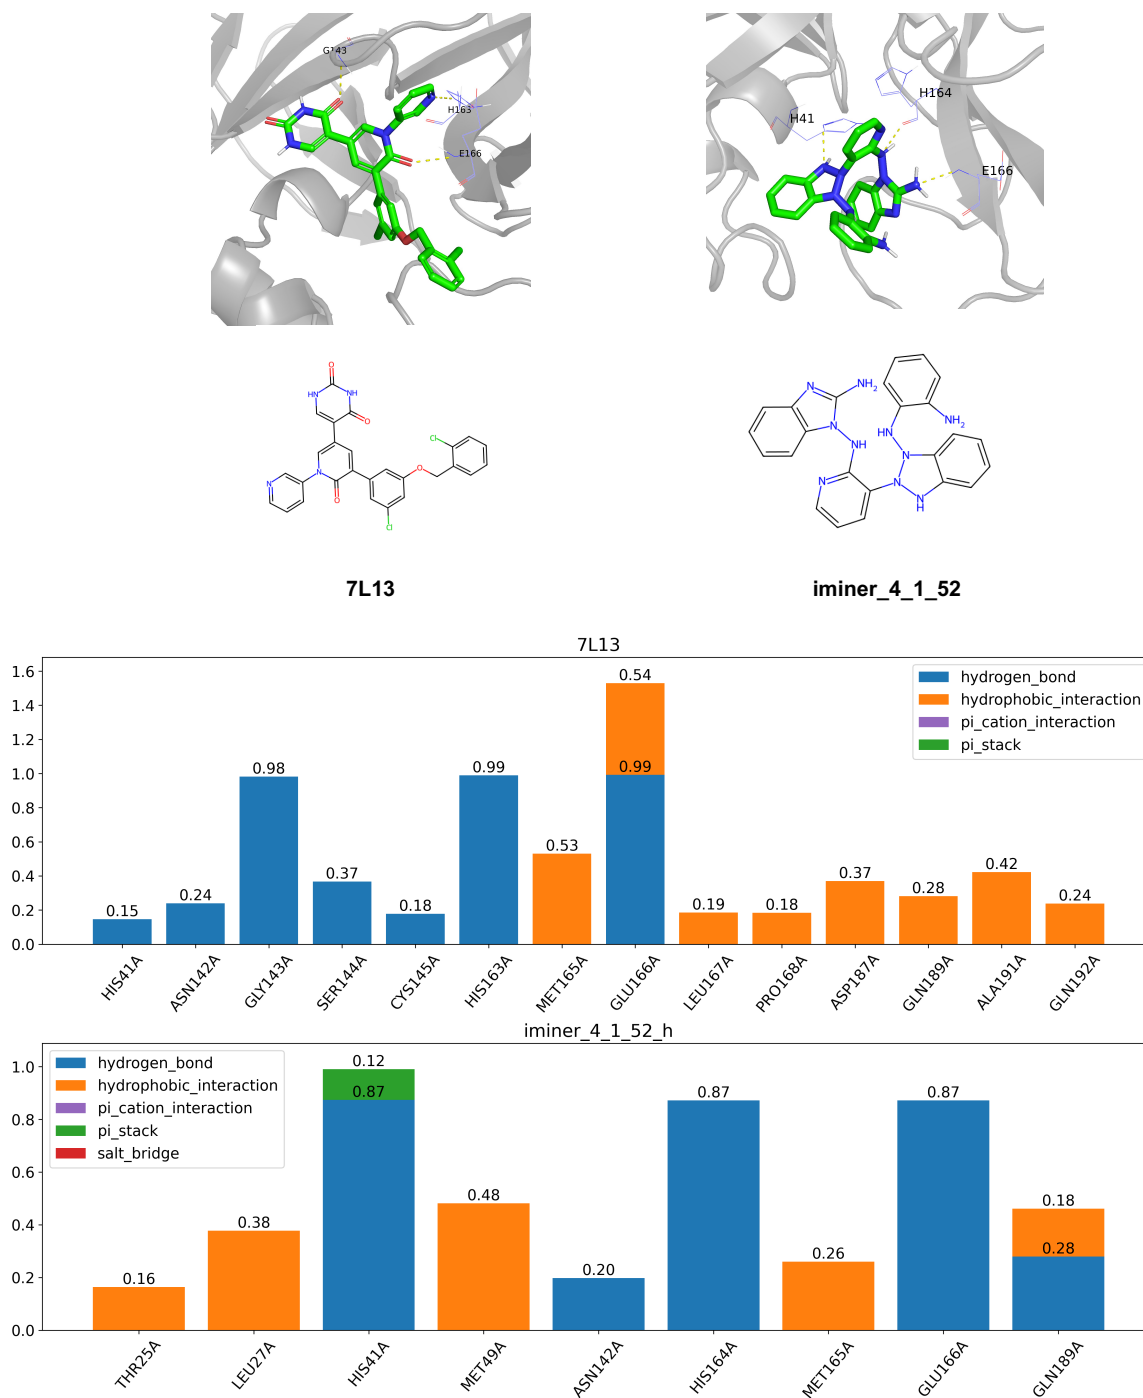 G143
H163
E166
H41
H164
E166
O
HN
NH
O
N
N
O
O
Cl
Cl
N
NH2
N
NH
N
HN
NH2
N
N
N
H
7L13
iminer_4_1_52
7L13
1.6
1.4
1.2
1.0
0.8
0.6
0.4
0.2
0.0
0.15
0.24
0.98
0.37
0.18
0.99
0.53
0.54
0.99
0.19
0.18
0.37
0.28
0.42
0.24
hydrogen_bond
hydrophobic_interaction
pi_cation_interaction
pi_stack
HIS41A
ASN142A
GLY143A
SER144A
CYS145A
HIS163A
MET165A
GLU166A
LEU167A
PRO168A
ASP187A
GLN189A
ALA191A
GLN192A
iminer_4_1_52_h
1.0
0.8
0.6
0.4
0.2
0.0
hydrogen_bond
hydrophobic_interaction
pi_cation_interaction
pi_stack
salt_bridge
0.16
0.38
0.12
0.87
0.48
0.20
0.87
0.26
0.87
0.18
0.28
THR25A
LEU27A
HIS41A
MET49A
ASN142A
HIS164A
MET165A
GLU166A
GLN189A